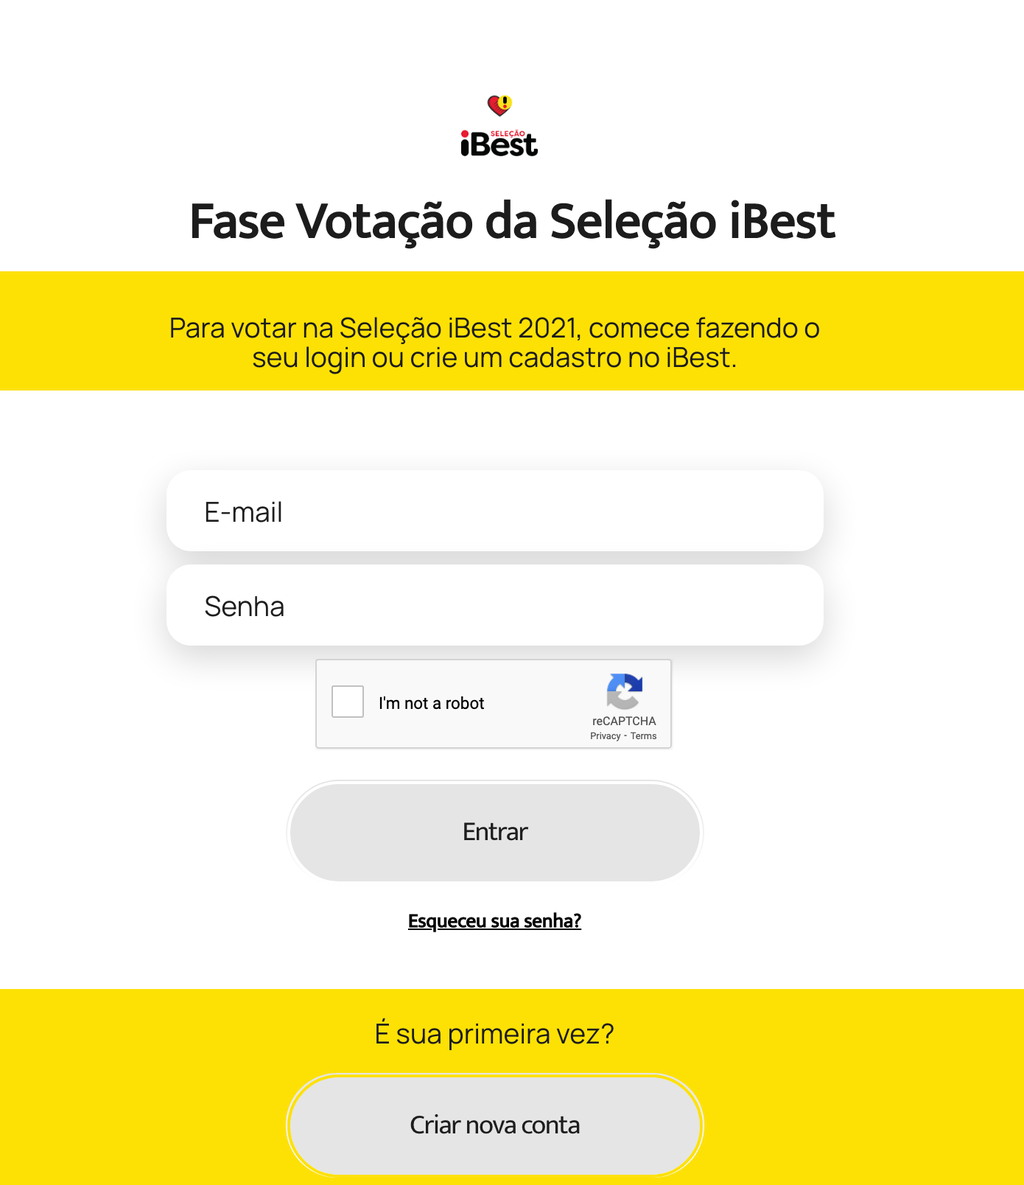 SELEÇÃO
iBest
Fase Votação da Seleção iBest
Para votar na Seleção iBest 2021, comece fazendo o
seu login ou crie um cadastro no iBest.
E-mail
Senha
I'm not a robot
reCAPTCHA
Privacy - Terms
Entrar
Esqueceu sua senha?
É sua primeira vez?
Criar nova conta